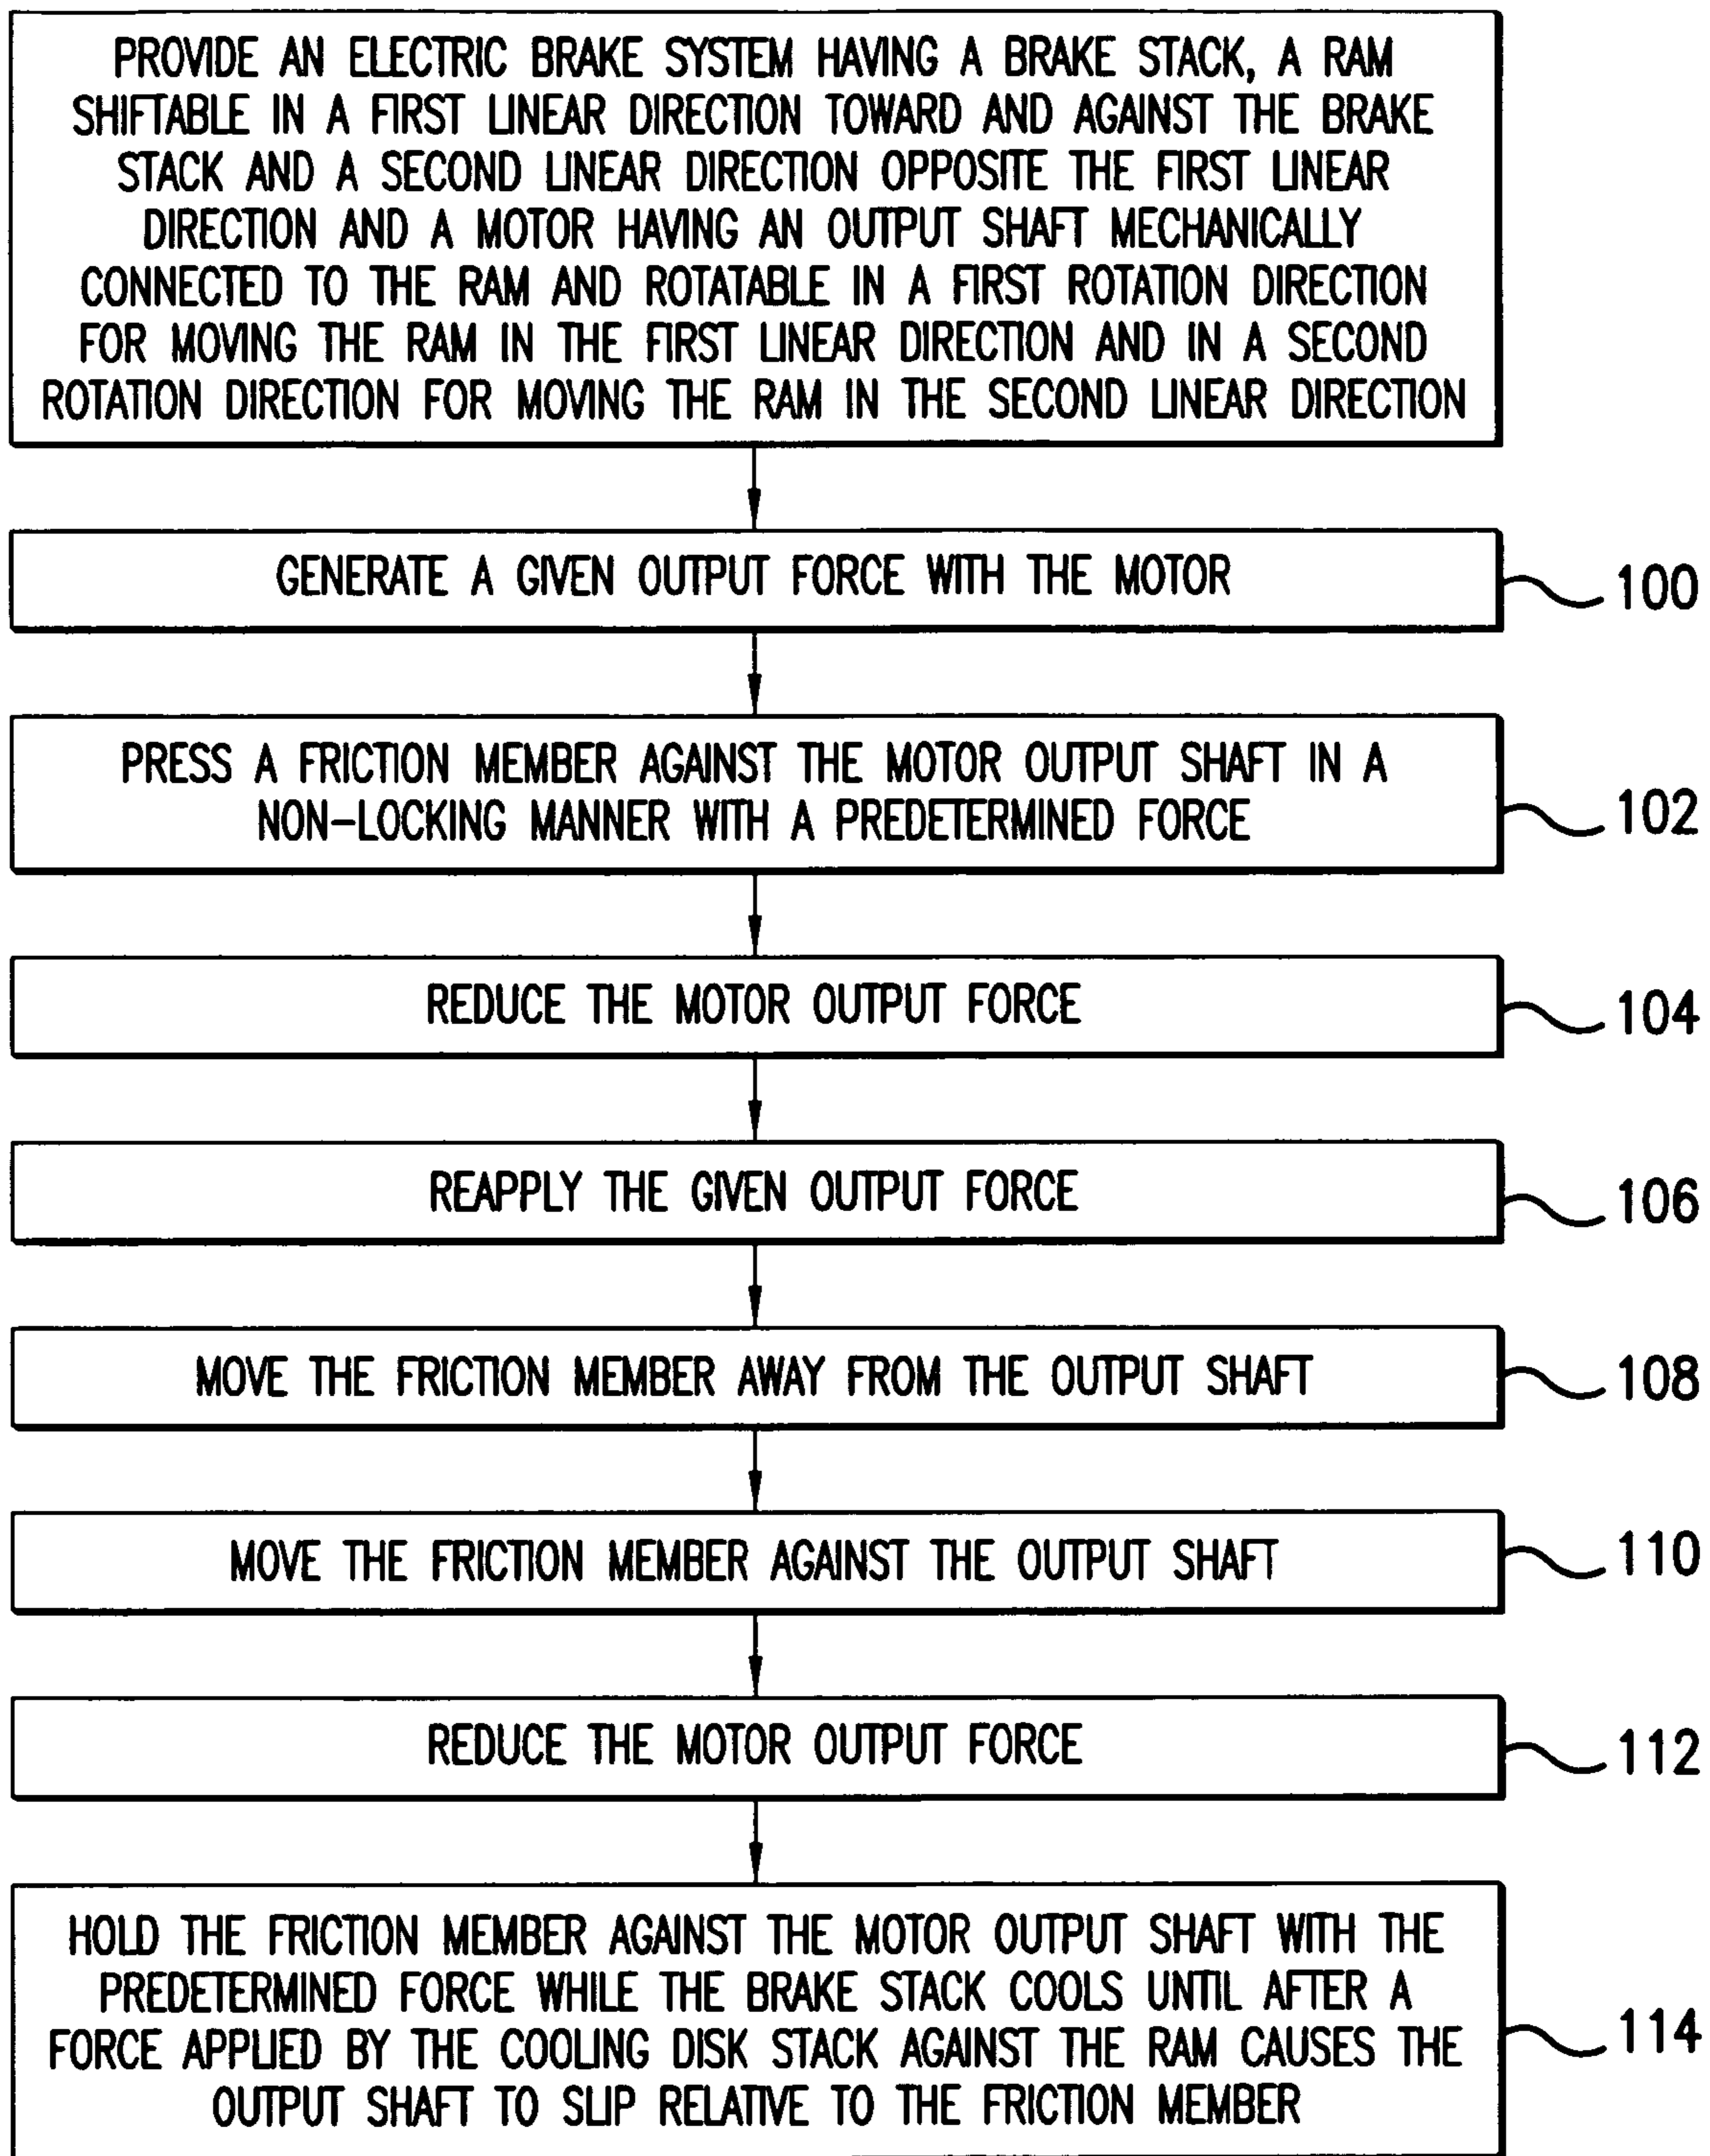 PROVIDE AN ELECTRIC BRAKE SYSTEM HAVING A BRAKE STACK, A RAM
SHIFTABLE IN A FIRST LINEAR DIRECTION TOWARD AND AGAINST THE BRAKE
STACK AND A SECOND LINEAR DIRECTION OPPOSITE THE FIRST LINEAR
DIRECTION AND A MOTOR HAVING AN OUTPUT SHAFT MECHANICALLY
CONNECTED TO THE RAM AND ROTATABLE IN A FIRST ROTATION DIRECTION
FOR MOVING THE RAM IN THE FIRST LINEAR DIRECTION AND IN A SECOND
ROTATION DIRECTION FOR MOVING THE RAM IN THE SECOND LINEAR DIRECTION
GENERATE A GIVEN OUTPUT FORCE WITH THE MOTOR
100
PRESS A FRICTION MEMBER AGAINST THE MOTOR OUTPUT SHAFT IN A
NON-LOCKING MANNER WITH A PREDETERMINED FORCE
102
REDUCE THE MOTOR OUTPUT FORCE
104
REAPPLY THE GIVEN OUTPUT FORCE
106
MOVE THE FRICTION MEMBER AWAY FROM THE OUTPUT SHAFT
108
MOVE THE FRICTION MEMBER AGAINST THE OUTPUT SHAFT
110
REDUCE THE MOTOR OUTPUT FORCE
112
HOLD THE FRICTION MEMBER AGAINST THE MOTOR OUTPUT SHAFT WITH THE
PREDETERMINED FORCE WHILE THE BRAKE STACK COOLS UNTIL AFTER A
FORCE APPLIED BY THE COOLING DISK STACK AGAINST THE RAM CAUSES THE
OUTPUT SHAFT TO SLIP RELATIVE TO THE FRICTION MEMBER
114